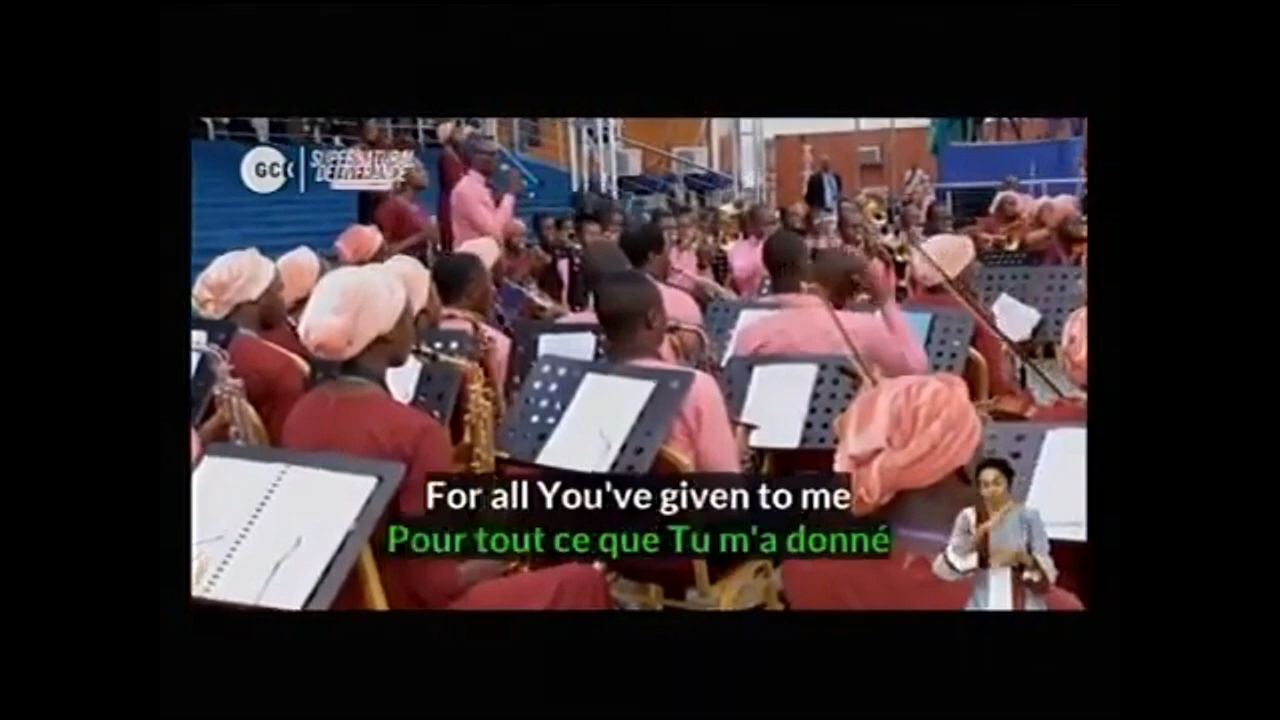 GCK
SUPERNATURAL
DELIVERANCE
For all You've given to me
Pour tout ce que Tu m'a donné